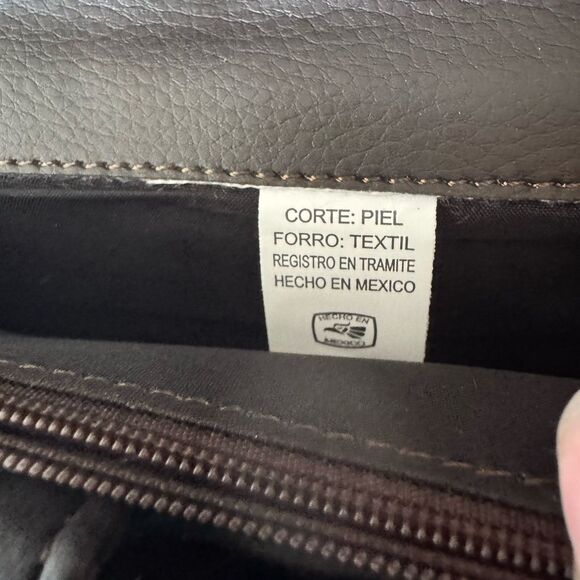 CORTE: PIEL
FORRO: TEXTIL
REGISTRO EN TRAMITE
HECHO EN MEXICO
HECHO EN
MEXICO